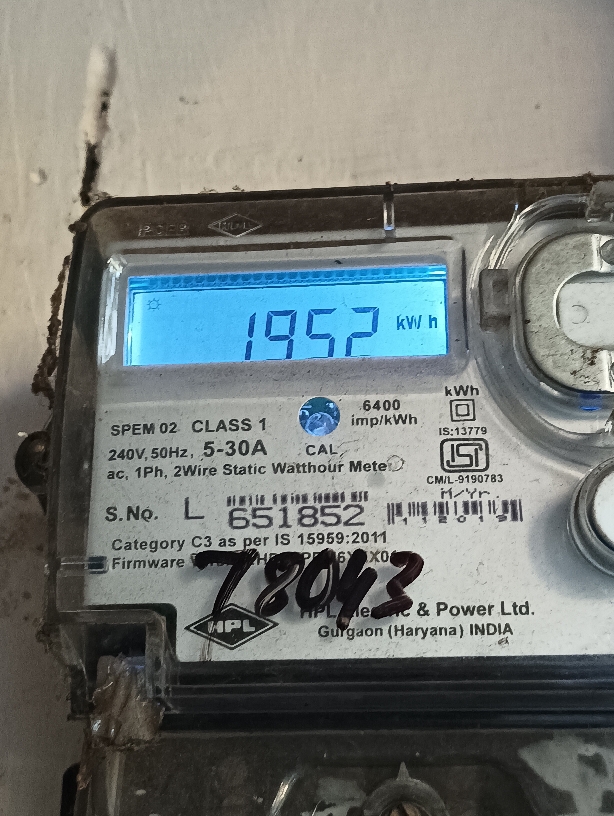 1952 kWh
6400
imp/kWh
kWh
SPEM 02 CLASS 1
IS:13779
240V, 50Hz, 5-30A
CAL
ac, 1Ph, 2Wire Static Watthour Meter
ISI
CM/L-9190783
M/Yr.
S.No. L 651852
Category C3 as per IS 15959:2011
Firmware
78043
HPL
HPL & Power Ltd.
Gurgaon (Haryana) INDIA